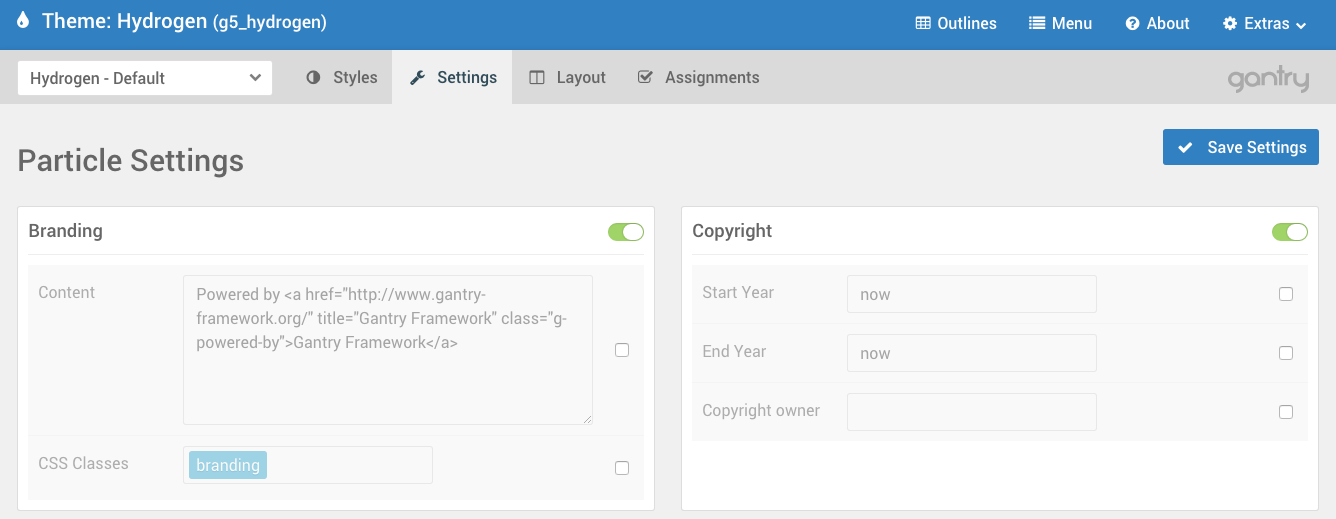 Theme: Hydrogen (g5_hydrogen)
Outlines
Menu
About
Extras
Hydrogen - Default
Styles
Settings
Layout
Assignments
gantry
Particle Settings
Save Settings
Branding
Content
Powered by <a href="http://www.gantry-
framework.org/" title="Gantry Framework" class="g-
powered-by">Gantry Framework</a>
CSS Classes
branding
Copyright
Start Year
now
End Year
now
Copyright owner